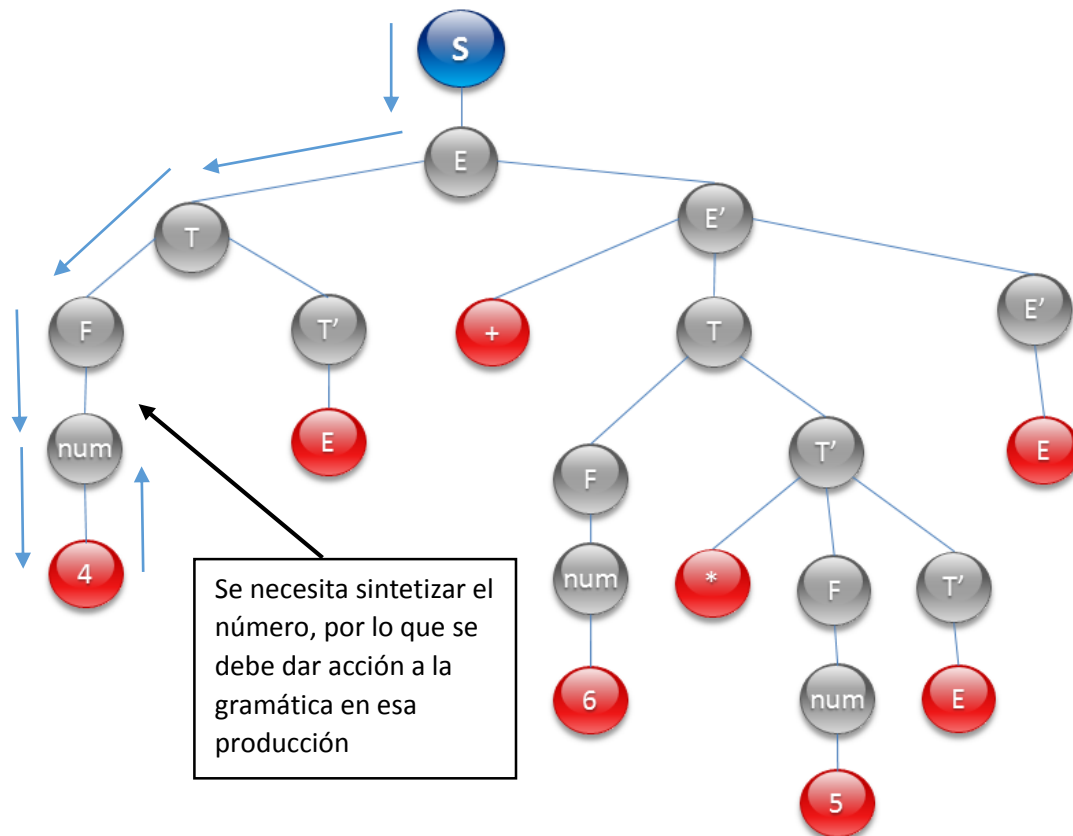 S
E
T
E'
F
T'
+
T
E'
num
E
F
T'
E
4
num
*
F
T'
6
num
E
5
Se necesita sintetizar el
número, por lo que se
debe dar acción a la
gramática en esa
producción